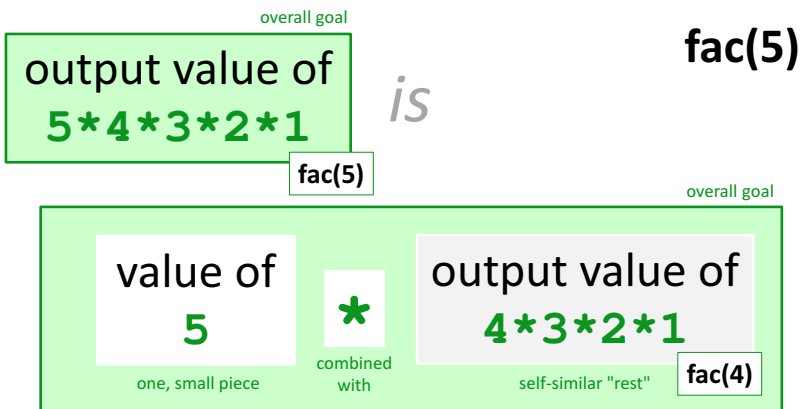 overall goal
fac(5)
output value of
is
5*4*3*2*1
fac(5)
overall goal
value of
output value of
5
*
4*3*2*1
combined
with
one, small piece
self-similar "rest"
fac(4)